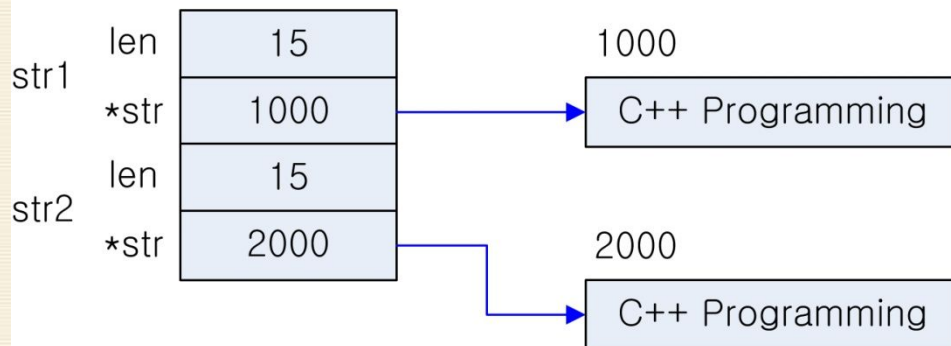 len 15 1000
str1
*str 1000 C++ Programming
len 15
str2
*str 2000 2000
C++ Programming